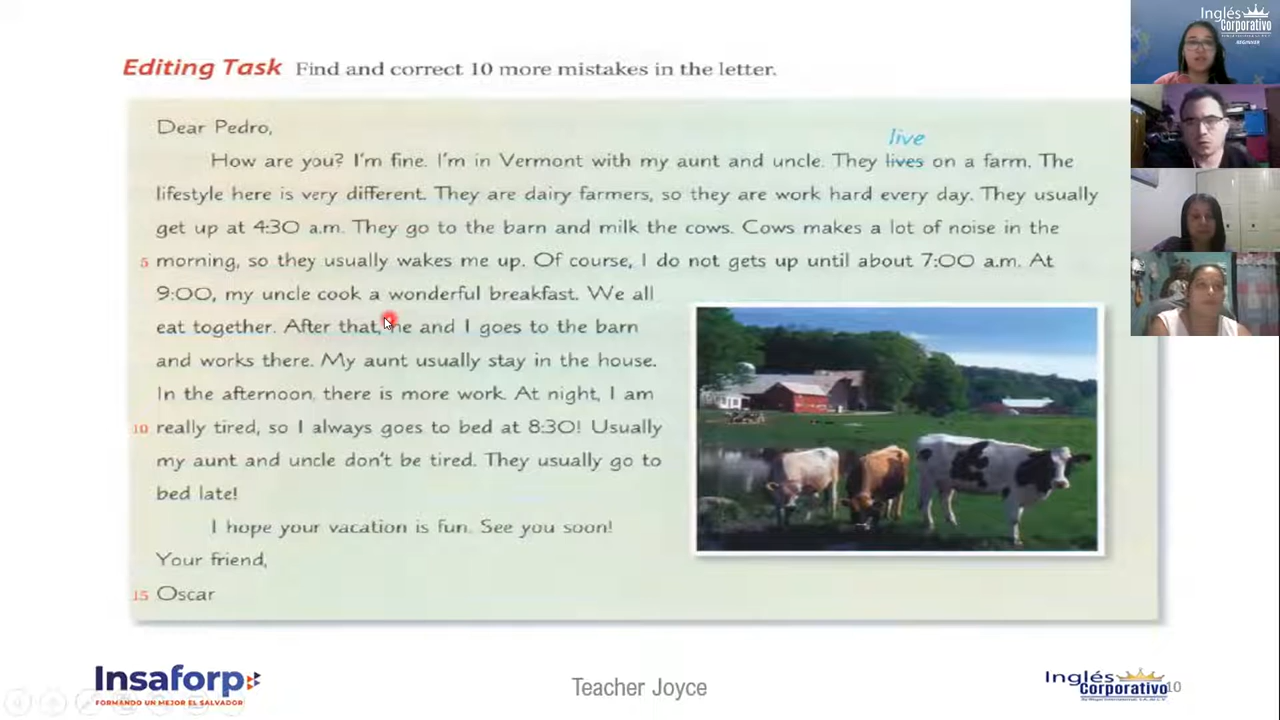 Inglés
Corporativo
BEGINNER
Editing Task Find and correct 10 more mistakes in the letter.
Dear Pedro,
live
How are you? I'm fine. I'm in Vermont with my aunt and uncle. They lives on a farm. The
lifestyle here is very different. They are dairy farmers, so they are work hard every day. They usually
get up at 4:30 a.m. They go to the barn and milk the cows. Cows makes a lot of noise in the
5 morning, so they usually wakes me up. Of course, I do not gets up until about 7:00 a.m. At
9:00, my uncle cook a wonderful breakfast. We all
eat together. After that, he and I goes to the barn
and works there. My aunt usually stay in the house.
In the afternoon, there is more work. At night, I am
10 really tired, so I always goes to bed at 8:30! Usually
my aunt and uncle don't be tired. They usually go to
bed late!
I hope your vacation is fun. See you soon!
Your friend,
15 Oscar
Insaforp
FORMANDO UN MEJOR EL SALVADOR
Teacher Joyce
Inglés
Corporativo
10